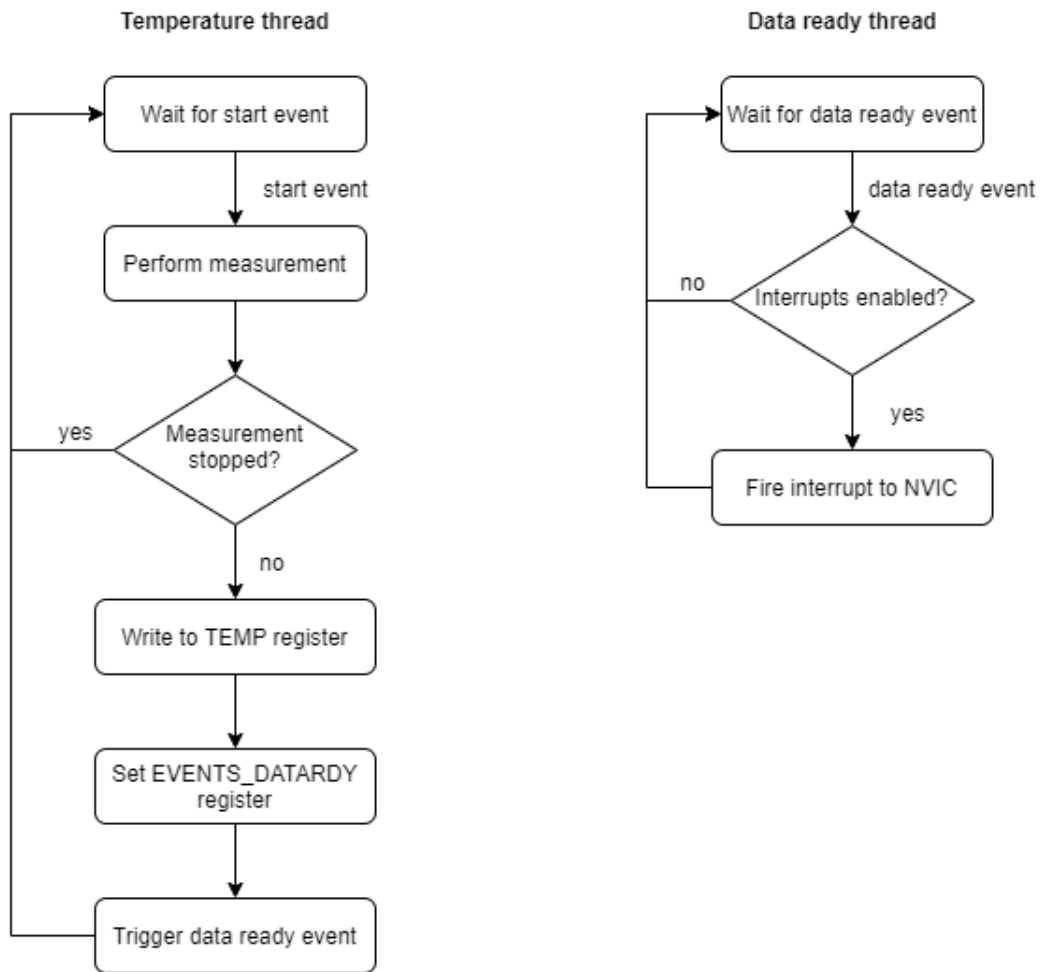 Temperature thread
Wait for start event
start event
Perform measurement
Measurement
stopped?
yes
no
Write to TEMP register
Set EVENTS_DATARDY
register
Trigger data ready event
Data ready thread
Wait for data ready event
data ready event
Interrupts enabled?
no
yes
Fire interrupt to NVIC